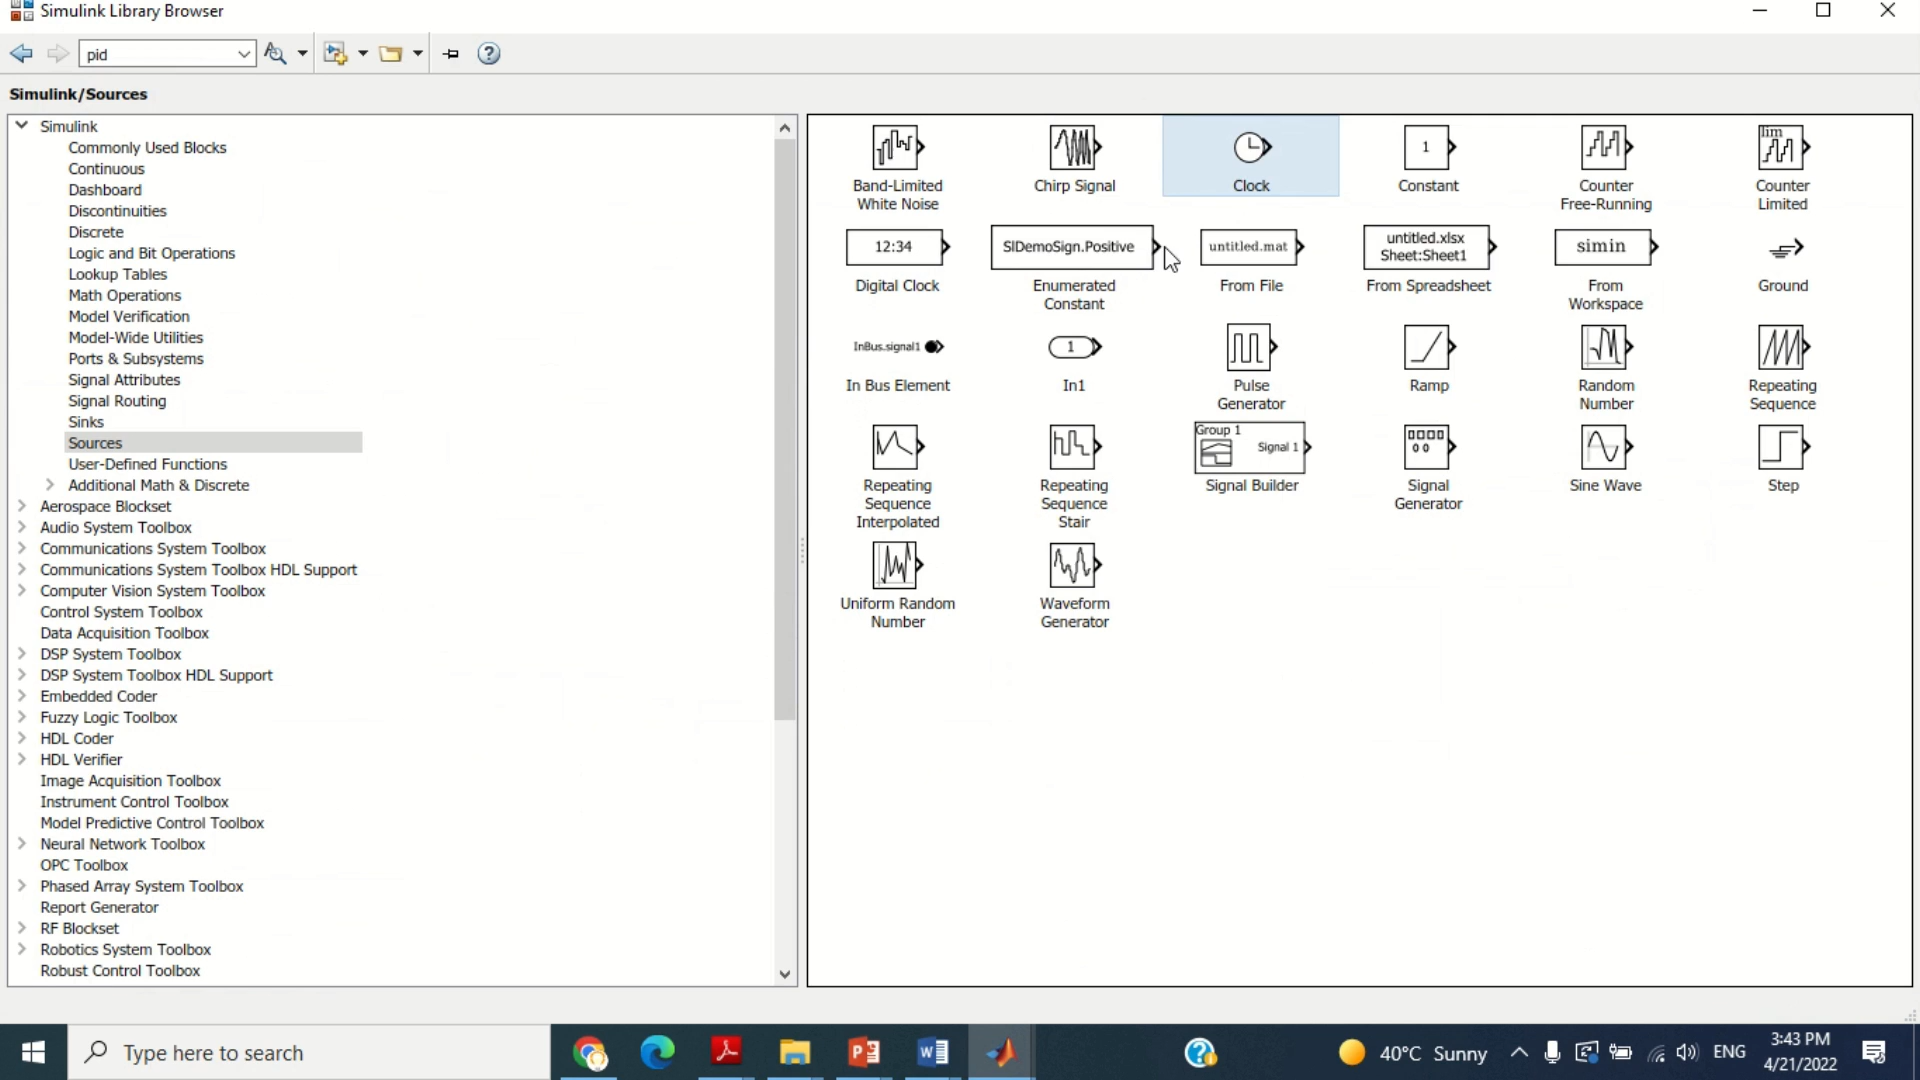 Simulink Library Browser
pid
Simulink/Sources
Simulink
Commonly Used Blocks
Continuous
Dashboard
Discontinuities
Discrete
Logic and Bit Operations
Lookup Tables
Math Operations
Model Verification
Model-Wide Utilities
Ports & Subsystems
Signal Attributes
Signal Routing
Sinks
Sources
User-Defined Functions
Additional Math & Discrete
Aerospace Blockset
Audio System Toolbox
Communications System Toolbox
Communications System Toolbox HDL Support
Computer Vision System Toolbox
Control System Toolbox
Data Acquisition Toolbox
DSP System Toolbox
DSP System Toolbox HDL Support
Embedded Coder
Fuzzy Logic Toolbox
HDL Coder
HDL Verifier
Image Acquisition Toolbox
Instrument Control Toolbox
Model Predictive Control Toolbox
Neural Network Toolbox
OPC Toolbox
Phased Array System Toolbox
Report Generator
RF Blockset
Robotics System Toolbox
Robust Control Toolbox
Band-Limited
White Noise
Chirp Signal
Clock
1
Constant
Counter
Free-Running
lim
Counter
Limited
12:34
Digital Clock
SlDemoSign.Positive
Enumerated
Constant
untitled.mat
From File
untitled.xlsx
Sheet:Sheet1
From Spreadsheet
simin
From
Workspace
Ground
InBus.signal1
In Bus Element
1
In1
Pulse
Generator
Ramp
Random
Number
Repeating
Sequence
Repeating
Sequence
Interpolated
Repeating
Sequence
Stair
Group 1
Signal 1
Signal Builder
Signal
Generator
Sine Wave
Step
Uniform Random
Number
Waveform
Generator
Type here to search
40°C Sunny
ENG
3:43 PM
4/21/2022